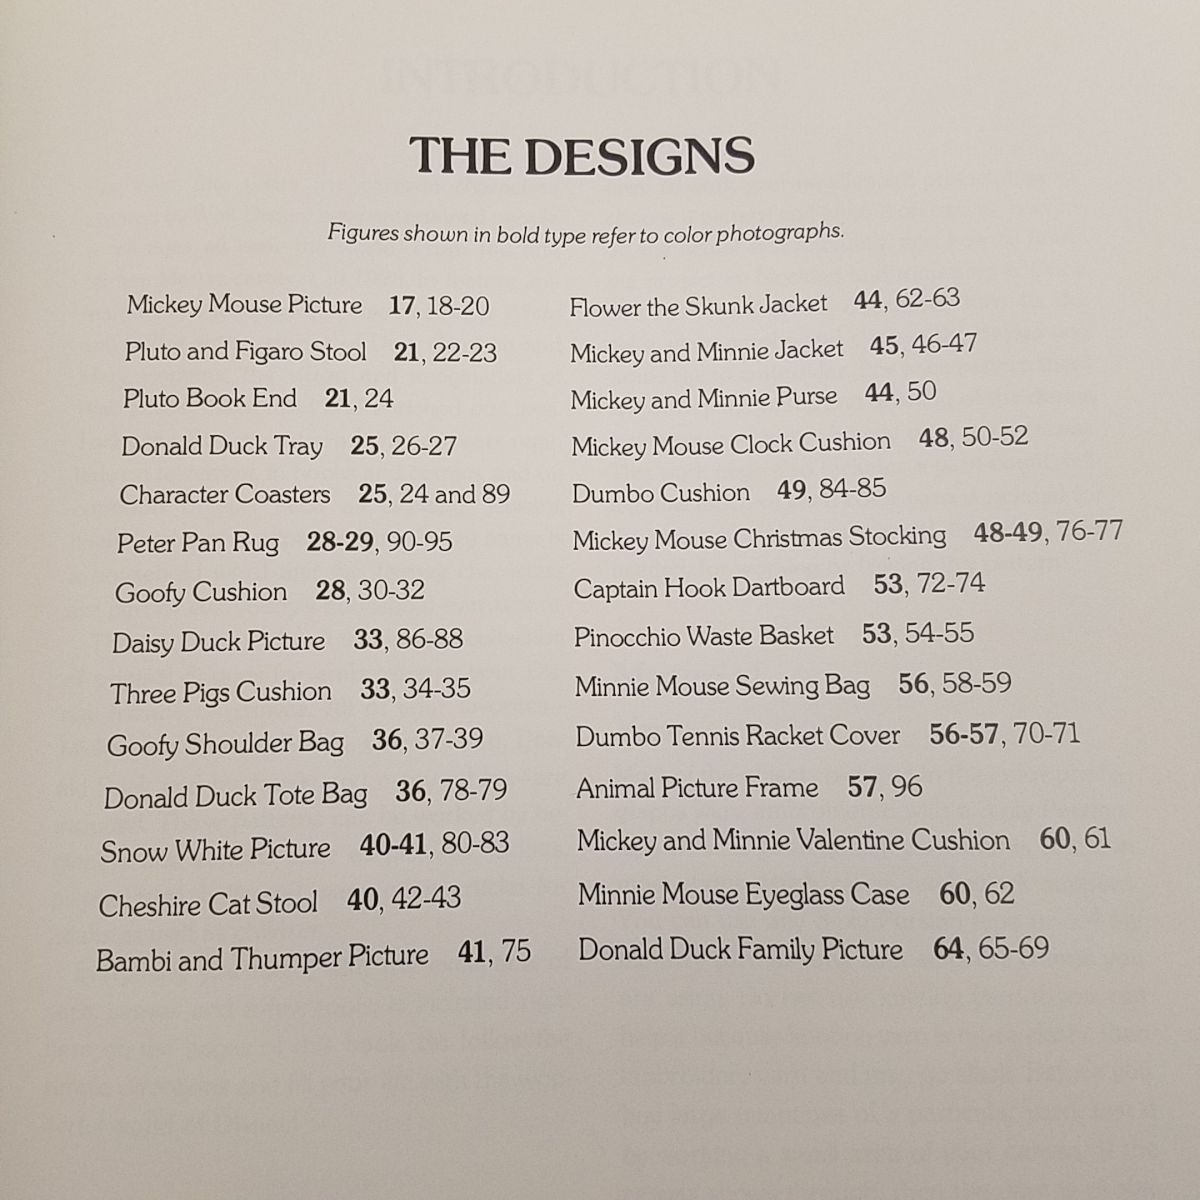 THE DESIGNS
Figures shown in bold type refer to color photographs.
Mickey Mouse Picture 17, 18-20
Pluto and Figaro Stool 21, 22-23
Pluto Book End 21, 24
Donald Duck Tray 25, 26-27
Character Coasters 25, 24 and 89
Peter Pan Rug 28-29, 90-95
Goofy Cushion 28, 30-32
Daisy Duck Picture 33, 86-88
Three Pigs Cushion 33, 34-35
Goofy Shoulder Bag 36, 37-39
Donald Duck Tote Bag 36, 78-79
Snow White Picture 40-41, 80-83
Cheshire Cat Stool 40, 42-43
Bambi and Thumper Picture 41, 75
Flower the Skunk Jacket 44, 62-63
Mickey and Minnie Jacket 45, 46-47
Mickey and Minnie Purse 44, 50
Mickey Mouse Clock Cushion 48, 50-52
Dumbo Cushion 49, 84-85
Mickey Mouse Christmas Stocking 48-49, 76-77
Captain Hook Dartboard 53, 72-74
Pinocchio Waste Basket 53, 54-55
Minnie Mouse Sewing Bag 56, 58-59
Dumbo Tennis Racket Cover 56-57, 70-71
Animal Picture Frame 57, 96
Mickey and Minnie Valentine Cushion 60, 61
Minnie Mouse Eyeglass Case 60, 62
Donald Duck Family Picture 64, 65-69